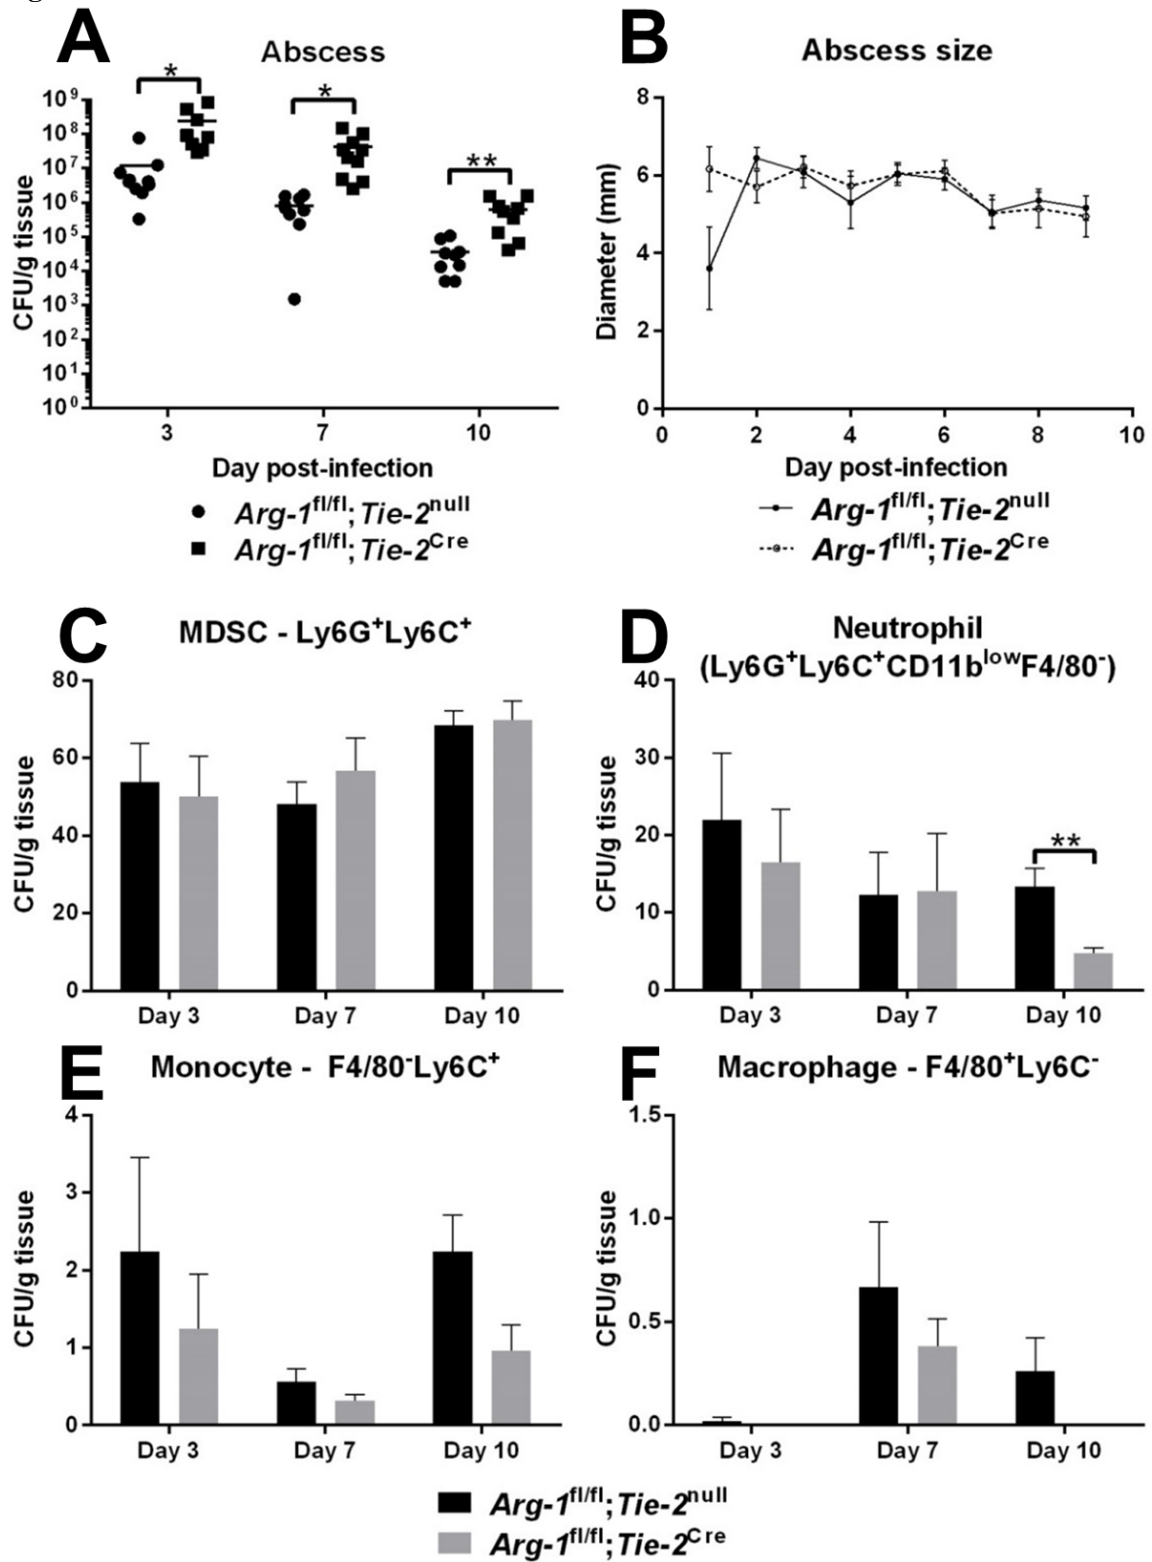 A
Abscess
*
*
**
10⁹
10⁸
10⁷
10⁶
10⁵
10⁴
10³
10²
10¹
10⁰
CFU/g tissue
3 7 10
Day post-infection
Arg-1fl/fl;Tie-2null
Arg-1fl/fl;Tie-2Cre
B
Abscess size
8
6
4
2
0
Diameter (mm)
0 2 4 6 8 10
Day post-infection
Arg-1fl/fl;Tie-2null
Arg-1fl/fl;Tie-2Cre
C
MDSC - Ly6G⁺Ly6C⁺
80
60
40
20
0
CFU/g tissue
Day 3 Day 7 Day 10
D
Neutrophil
(Ly6G⁺Ly6C⁺CD11blowF4/80⁻)
40
30
20
10
0
CFU/g tissue
**
Day 3 Day 7 Day 10
E
Monocyte - F4/80⁻Ly6C⁺
4
3
2
1
0
CFU/g tissue
Day 3 Day 7 Day 10
F
Macrophage - F4/80⁺Ly6C⁻
1.5
1.0
0.5
0.0
CFU/g tissue
Day 3 Day 7 Day 10
Arg-1fl/fl;Tie-2null
Arg-1fl/fl;Tie-2Cre